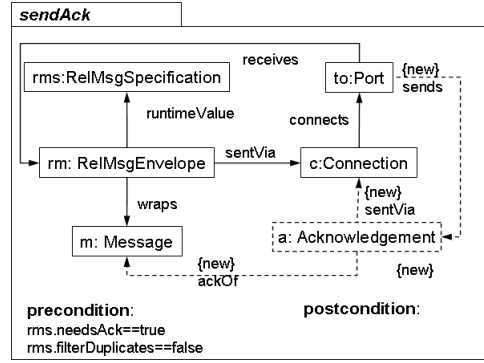 sendAck
receives
rms:RelMsgSpecification
to:Port
{new}
sends
runtimeValue
connects
rm: RelMsgEnvelope
sentVia
c:Connection
wraps
{new}
sentVia
m: Message
a: Acknowledgement
{new}
ackOf
{new}
precondition:
postcondition:
rms.needsAck==true
rms.filterDuplicates==false